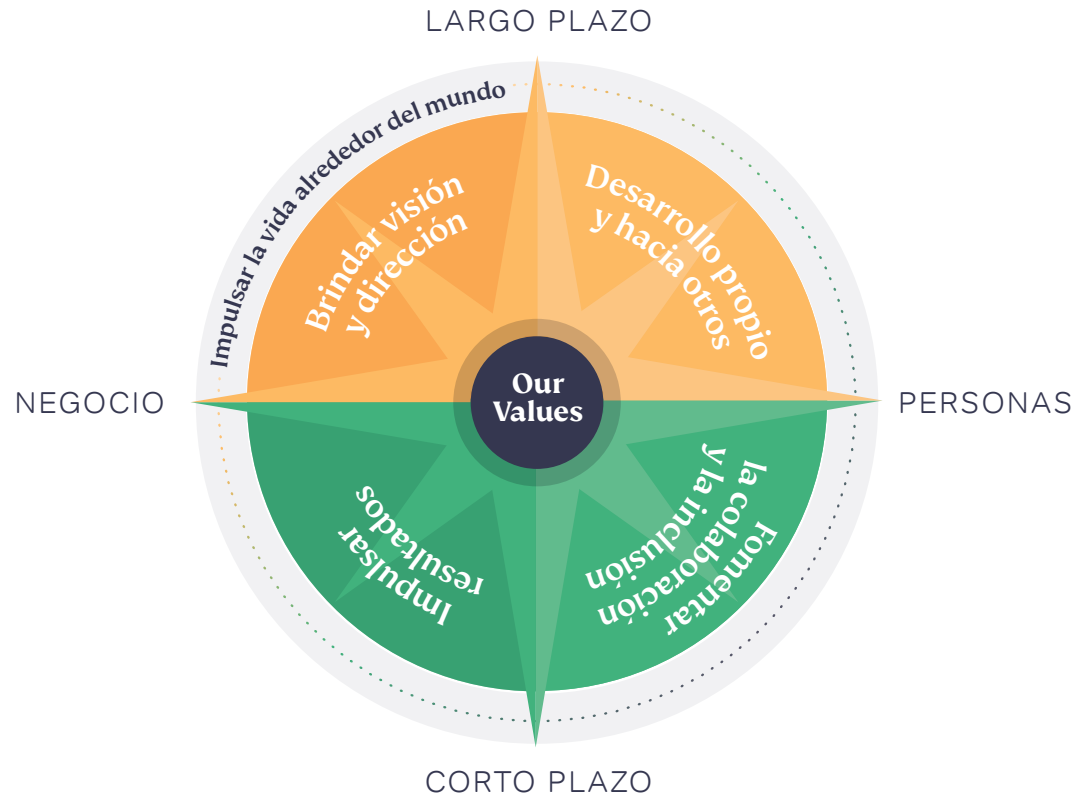 LARGO PLAZO
Impulsar la vida alrededor del mundo
Brindar visión
y dirección
Desarrollo propio
y hacia otros
NEGOCIO
Our
Values
PERSONAS
Impulsar
resultados
Fomentar
la colaboración
y la inclusión
CORTO PLAZO